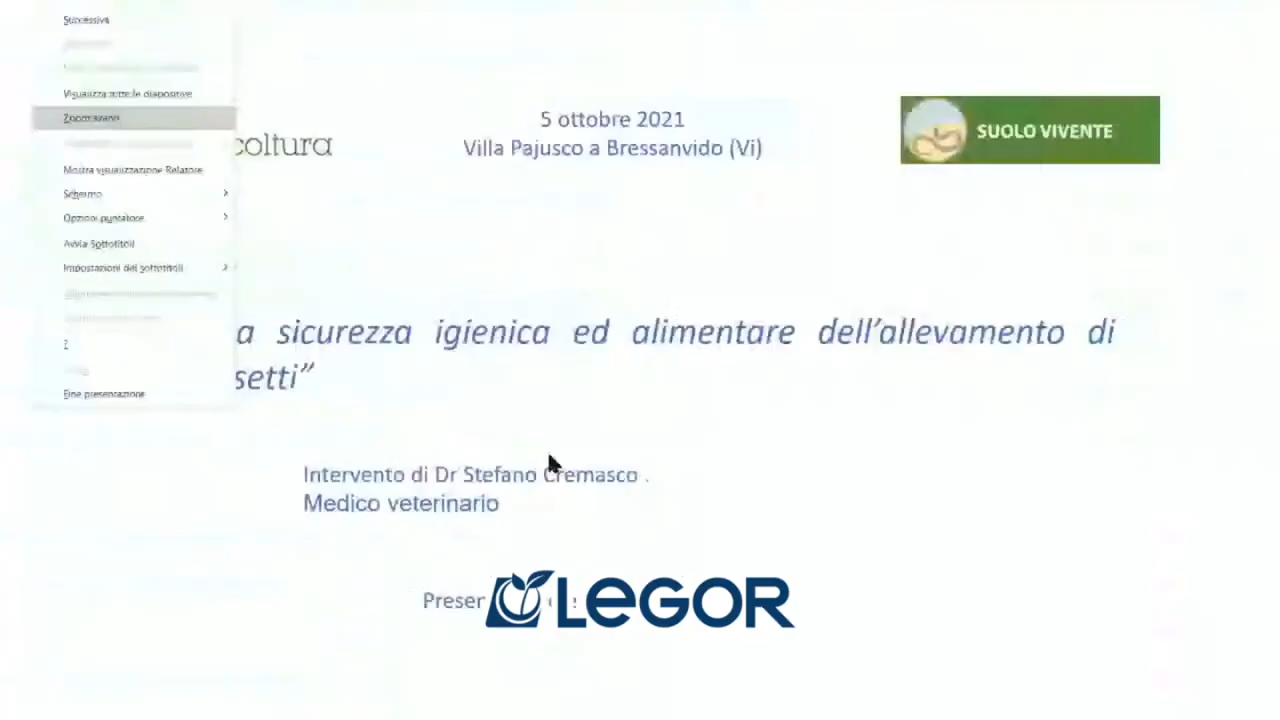 Successiva
Visualizza tutte le diapositive
Zoom avanti
Mostra visualizzazione Relatore
Schermo
Opzioni puntatore
Avvia Sottotitoli
Impostazioni dei sottotitoli
?
Fine presentazione
coltura
5 ottobre 2021
Villa Pajusco a Bressanvido (Vi)
SUOLO VIVENTE
a sicurezza igienica ed alimentare dell'allevamento di
setti"
Intervento di Dr Stefano Cremasco .
Medico veterinario
Preser
LEGOR